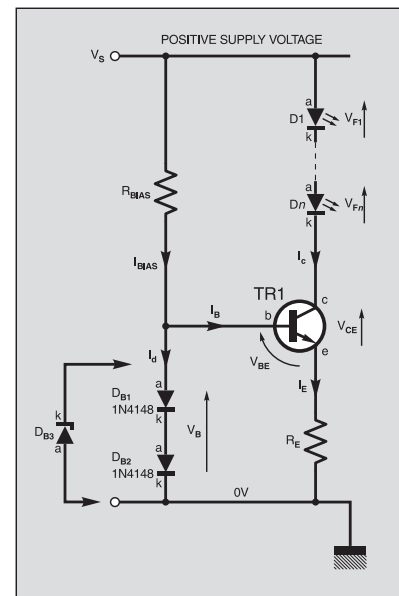 POSITIVE SUPPLY VOLTAGE
VS
a
D1
VF1
k
RBIAS
a
Dn
VFn
k
IBIAS
Ic
TR1
c
IB
b
VCE
Id
VBE
e
a
DB1
1N4148
IE
k
k
DB3
VB
a
a
DB2
1N4148
RE
k
0V